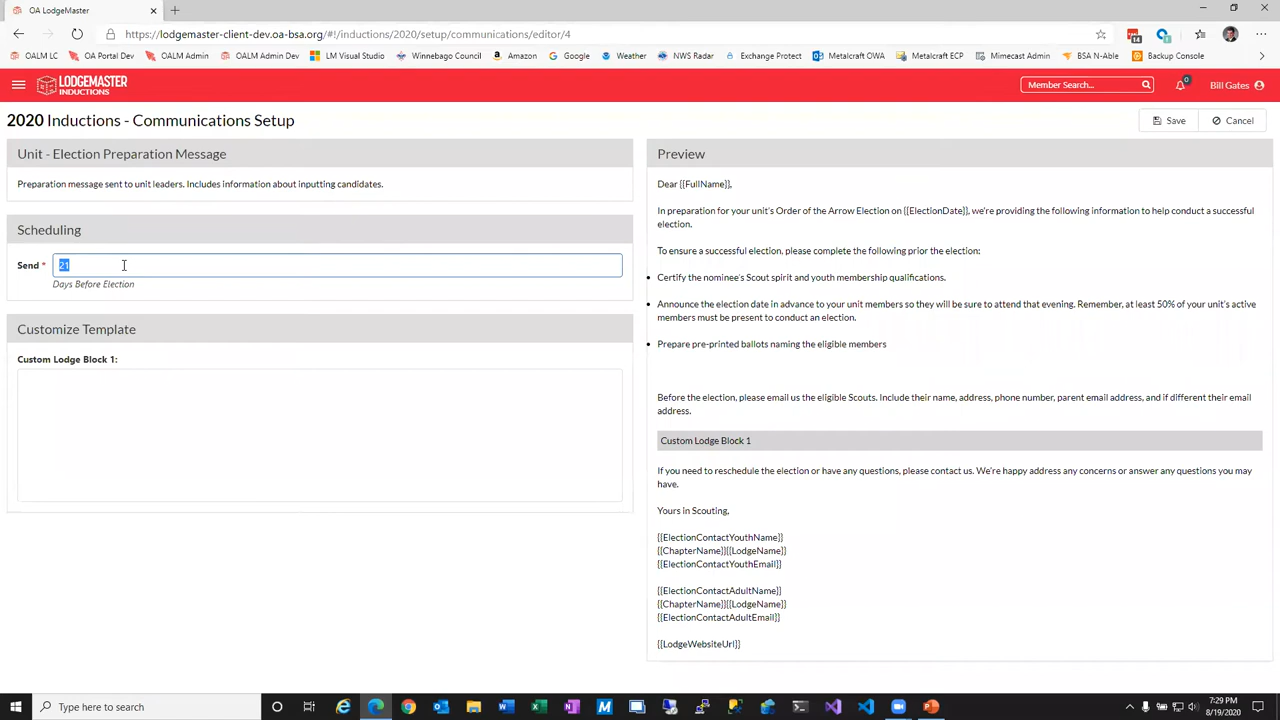 OA LodgeMaster
https://lodgemaster-client-dev.oa-bsa.org/#!/inductions/2020/setup/communications/editor/4
14
OALM LC
OA Portal Dev
OALM Admin
OALM Admin Dev
LM Visual Studio
Winnebago Council
Amazon
Google
Weather
NWS Radar
Exchange Protect
Metalcraft OWA
Metalcraft ECP
Mimecast Admin
BSA N-Able
Backup Console
LODGEMASTER
INDUCTIONS
Member Search...
0
Bill Gates
2020 Inductions - Communications Setup
Save
Cancel
Unit - Election Preparation Message
Preparation message sent to unit leaders. Includes information about inputting candidates.
Scheduling
Send *
21
Days Before Election
Customize Template
Custom Lodge Block 1:
Preview
Dear {{FullName}},
In preparation for your unit's Order of the Arrow Election on {{ElectionDate}}, we're providing the following information to help conduct a successful
election.
To ensure a successful election, please complete the following prior the election:
• Certify the nominee's Scout spirit and youth membership qualifications.
• Announce the election date in advance to your unit members so they will be sure to attend that evening. Remember, at least 50% of your unit's active
members must be present to conduct an election.
• Prepare pre-printed ballots naming the eligible members
Before the election, please email us the eligible Scouts. Include their name, address, phone number, parent email address, and if different their email
address.
Custom Lodge Block 1
If you need to reschedule the election or have any questions, please contact us. We're happy address any concerns or answer any questions you may
have.
Yours in Scouting,
{{ElectionContactYouthName}}
{{ChapterName}}{{LodgeName}}
{{ElectionContactYouthEmail}}
{{ElectionContactAdultName}}
{{ChapterName}}{{LodgeName}}
{{ElectionContactAdultEmail}}
{{LodgeWebsiteUrl}}
Type here to search
7:29 PM
8/19/2020